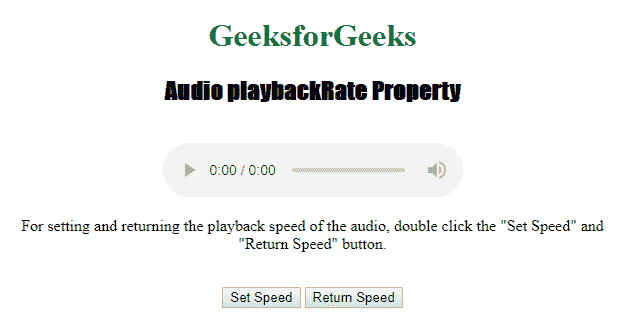 GeeksforGeeks
Audio playbackRate Property
0:00 / 0:00
For setting and returning the playback speed of the audio, double click the "Set Speed" and
"Return Speed" button.
Set Speed Return Speed